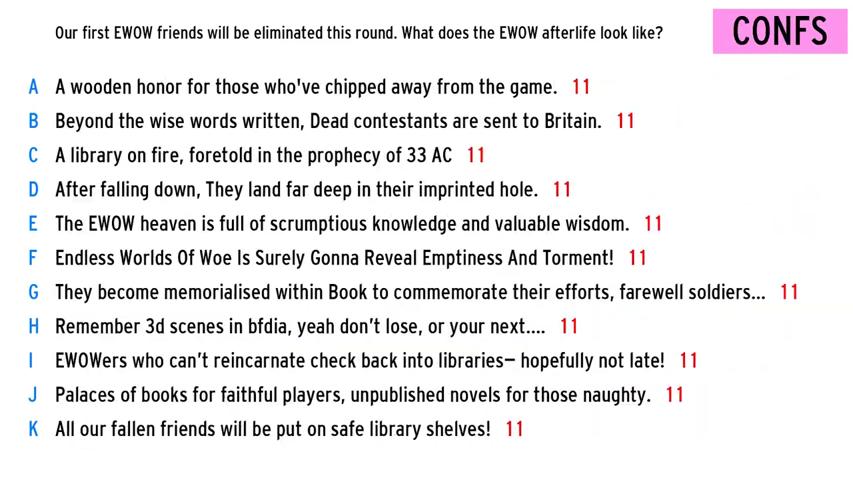 Our first EWOW friends will be eliminated this round. What does the EWOW afterlife look like?
CONFS
A A wooden honor for those who've chipped away from the game. 11
B Beyond the wise words written, Dead contestants are sent to Britain. 11
C A library on fire, foretold in the prophecy of 33 AC 11
D After falling down, They land far deep in their imprinted hole. 11
E The EWOW heaven is full of scrumptious knowledge and valuable wisdom. 11
F Endless Worlds Of Woe Is Surely Gonna Reveal Emptiness And Torment! 11
G They become memorialised within Book to commemorate their efforts, farewell soldiers... 11
H Remember 3d scenes in bfdia, yeah don't lose, or your next.... 11
I EWOWers who can't reincarnate check back into libraries— hopefully not late! 11
J Palaces of books for faithful players, unpublished novels for those naughty. 11
K All our fallen friends will be put on safe library shelves! 11